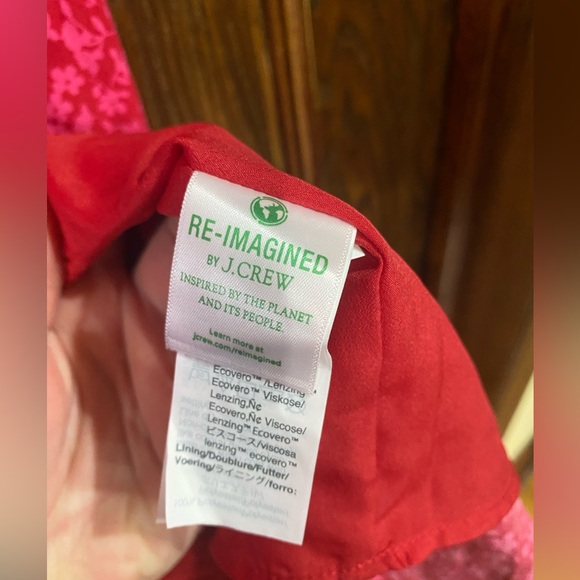 RE-IMAGINED
BY J.CREW
INSPIRED BY THE PLANET
AND ITS PEOPLE.
Learn more at
jcrew.com/reimagined
Ecovero™ /Lenzing
Ecovero™ Viskose/
Lenzing‚Ñ¢
Ecovero‚Ñ¢ Viscose/
Lenzing™ Ecovero™
ビスコース/viscosa
lenzing™ ecovero™
Lining/Doublure/Futter/
Voering/ライニング/forro: